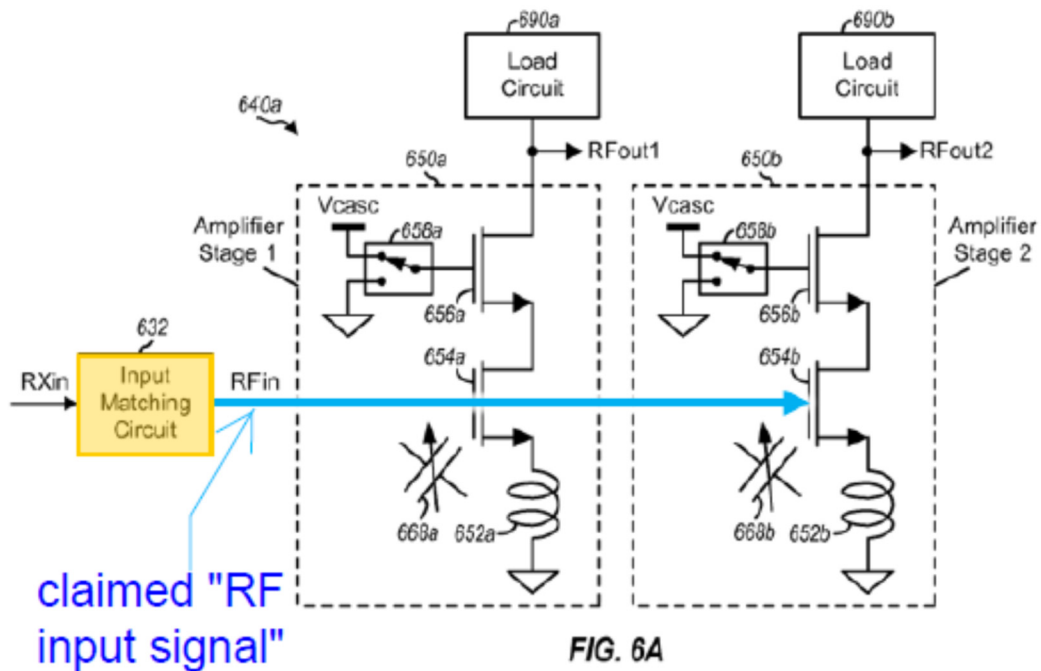 690a
690b
Load
Circuit
Load
Circuit
640a
RFout1
RFout2
650a
650b
Vcasc
Vcasc
Amplifier
Stage 1
658a
658b
Amplifier
Stage 2
656a
656b
632
654a
654b
RXin
Input
Matching
Circuit
RFin
668a
652a
668b
652b
claimed "RF
input signal"
FIG. 6A